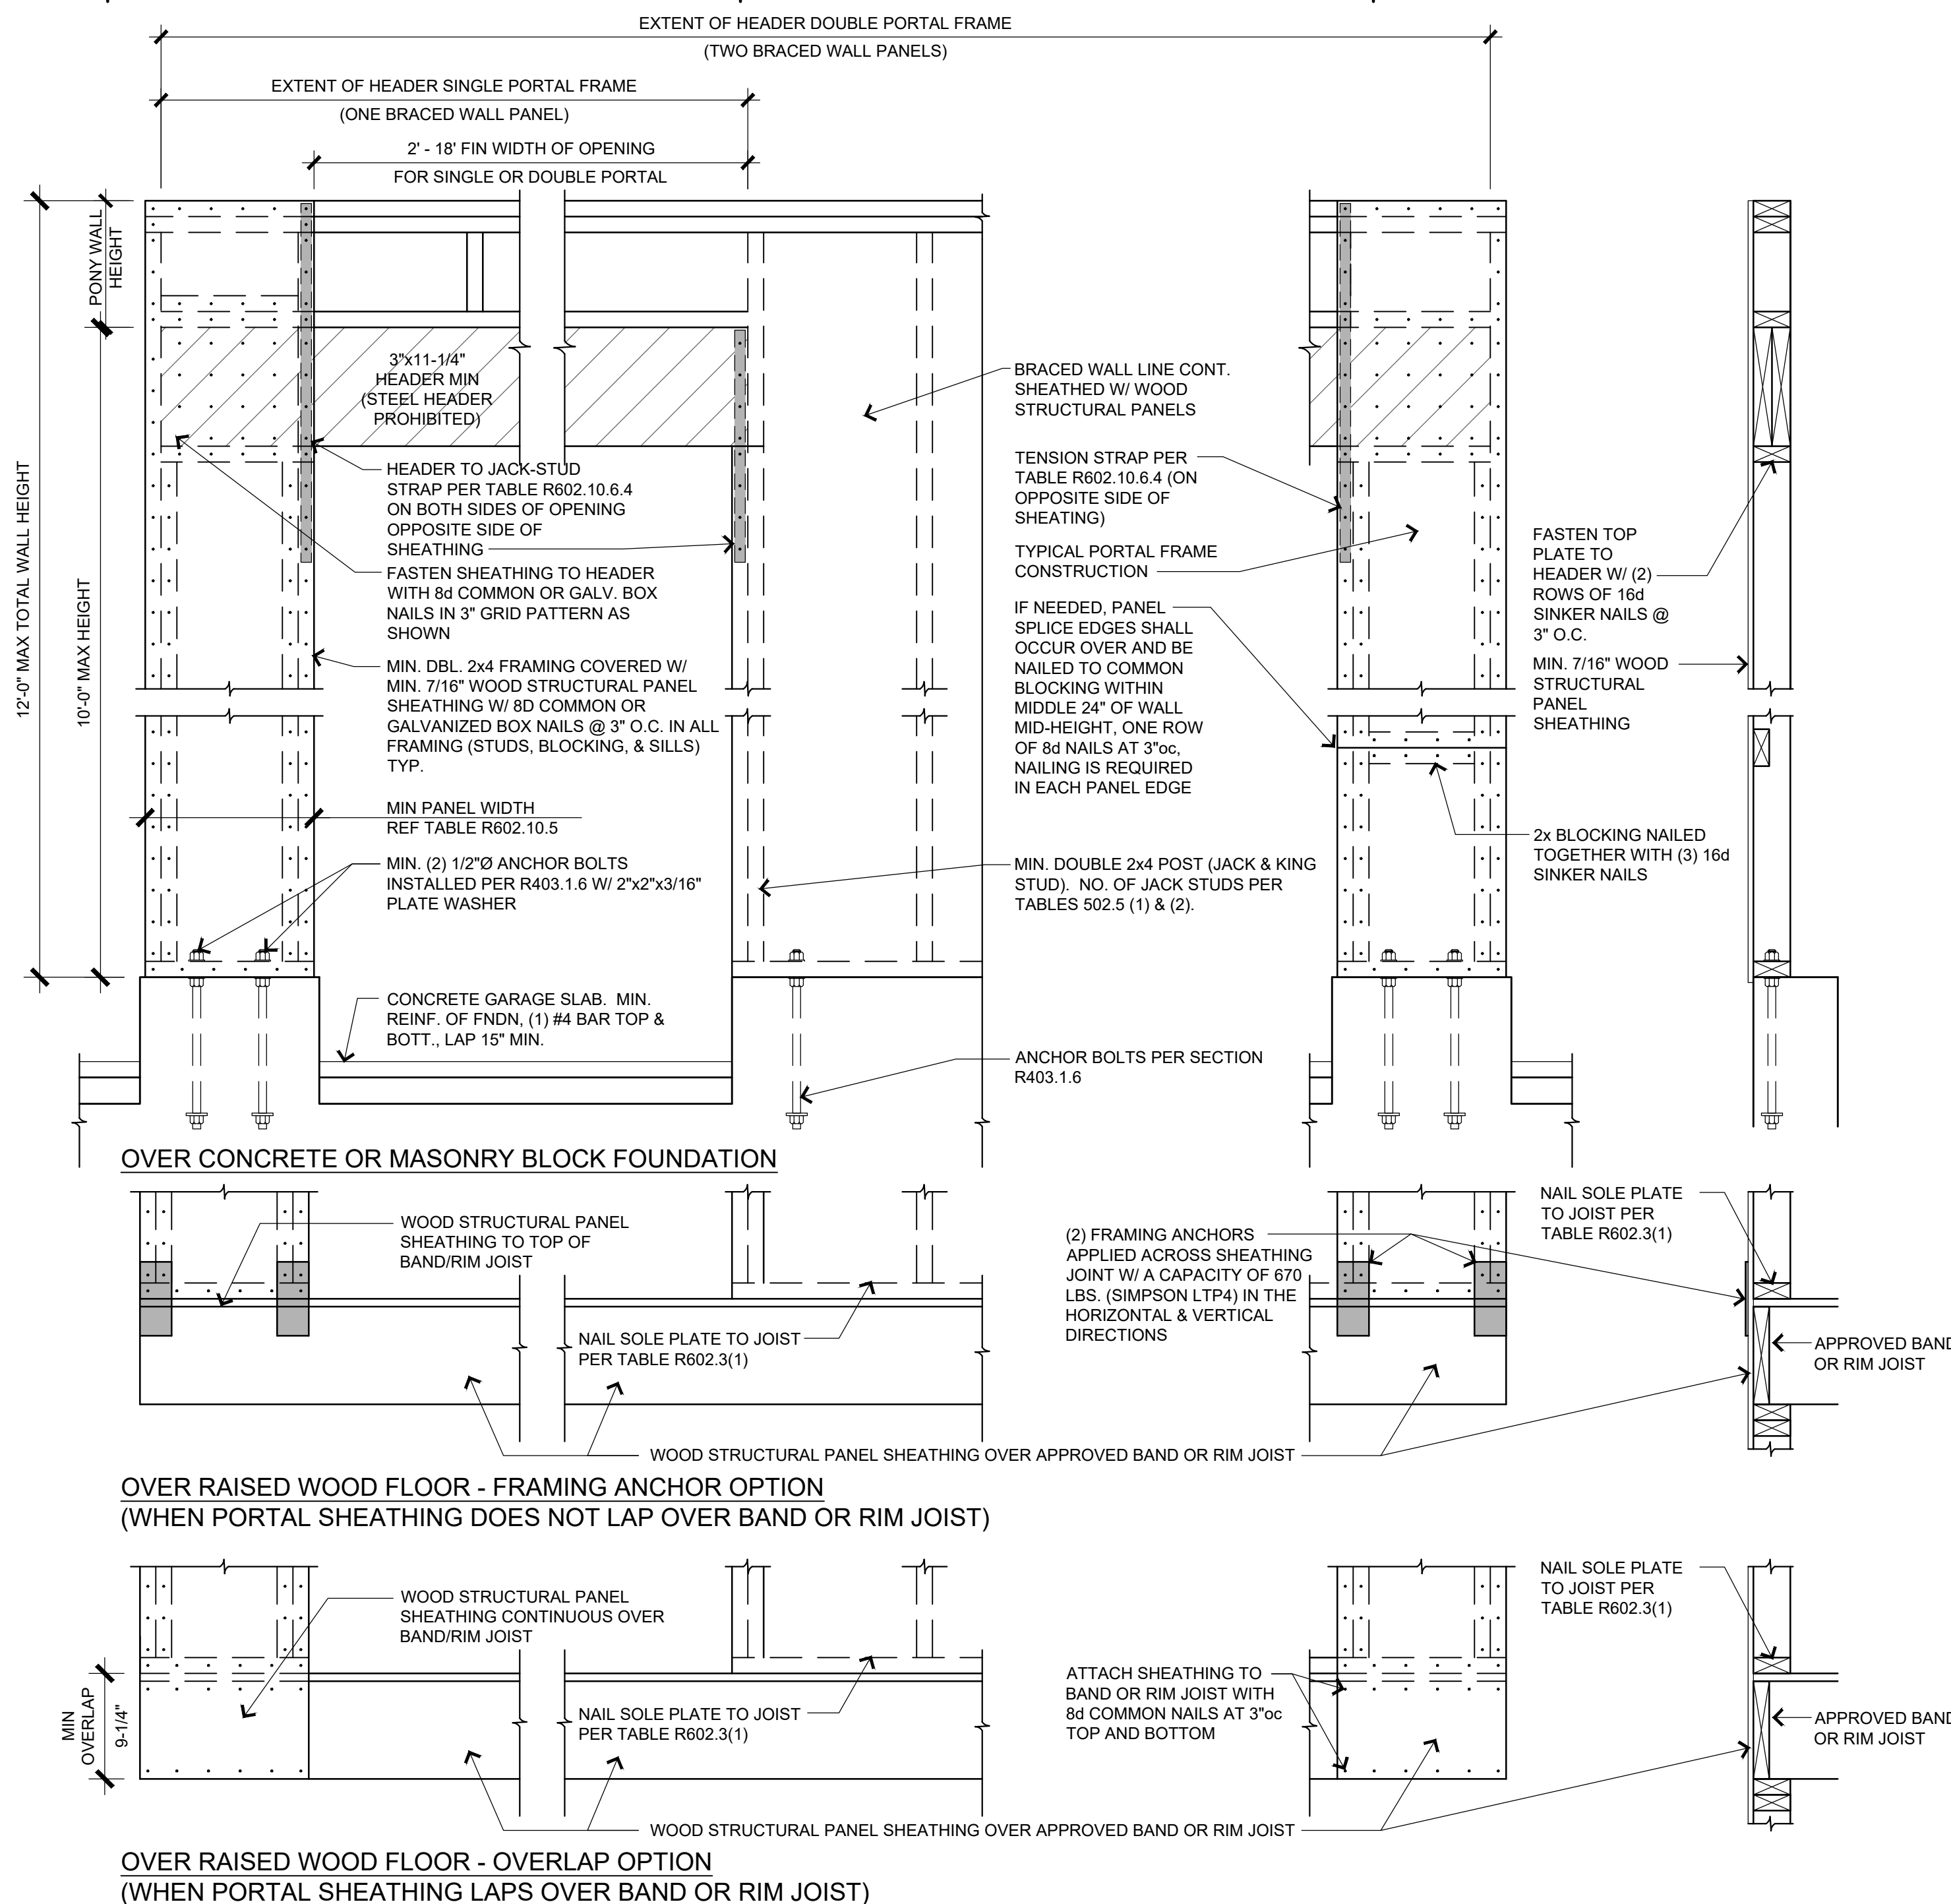 EXTENT OF HEADER DOUBLE PORTAL FRAME
(TWO BRACED WALL PANELS)
EXTENT OF HEADER SINGLE PORTAL FRAME
(ONE BRACED WALL PANEL)
2' - 18' FIN WIDTH OF OPENING
FOR SINGLE OR DOUBLE PORTAL
12'-0" MAX TOTAL WALL HEIGHT
10'-0" MAX HEIGHT
PONY WALL
HEIGHT
3"x11-1/4"
HEADER MIN
(STEEL HEADER
PROHIBITED)
HEADER TO JACK-STUD
STRAP PER TABLE R602.10.6.4
ON BOTH SIDES OF OPENING
OPPOSITE SIDE OF
SHEATHING
FASTEN SHEATHING TO HEADER
WITH 8d COMMON OR GALV. BOX
NAILS IN 3" GRID PATTERN AS
SHOWN
MIN. DBL. 2x4 FRAMING COVERED W/
MIN. 7/16" WOOD STRUCTURAL PANEL
SHEATHING W/ 8D COMMON OR
GALVANIZED BOX NAILS @ 3" O.C. IN ALL
FRAMING (STUDS, BLOCKING, & SILLS)
TYP.
MIN PANEL WIDTH
REF TABLE R602.10.5
MIN. (2) 1/2"Ø ANCHOR BOLTS
INSTALLED PER R403.1.6 W/ 2"x2"x3/16"
PLATE WASHER
CONCRETE GARAGE SLAB.  MIN.
REINF. OF FNDN, (1) #4 BAR TOP &
BOTT., LAP 15" MIN.
BRACED WALL LINE CONT.
SHEATHED W/ WOOD
STRUCTURAL PANELS
TENSION STRAP PER
TABLE R602.10.6.4 (ON
OPPOSITE SIDE OF
SHEATING)
TYPICAL PORTAL FRAME
CONSTRUCTION
IF NEEDED, PANEL
SPLICE EDGES SHALL
OCCUR OVER AND BE
NAILED TO COMMON
BLOCKING WITHIN
MIDDLE 24" OF WALL
MID-HEIGHT, ONE ROW
OF 8d NAILS AT 3"oc,
NAILING IS REQUIRED
IN EACH PANEL EDGE
MIN. DOUBLE 2x4 POST (JACK & KING
STUD).  NO. OF JACK STUDS PER
TABLES 502.5 (1) & (2).
ANCHOR BOLTS PER SECTION
R403.1.6
FASTEN TOP
PLATE TO
HEADER W/ (2)
ROWS OF 16d
SINKER NAILS @
3" O.C.
MIN. 7/16" WOOD
STRUCTURAL
PANEL
SHEATHING
2x BLOCKING NAILED
TOGETHER WITH (3) 16d
SINKER NAILS
OVER CONCRETE OR MASONRY BLOCK FOUNDATION
WOOD STRUCTURAL PANEL
SHEATHING TO TOP OF
BAND/RIM JOIST
NAIL SOLE PLATE TO JOIST
PER TABLE R602.3(1)
(2) FRAMING ANCHORS
APPLIED ACROSS SHEATHING
JOINT W/ A CAPACITY OF 670
LBS. (SIMPSON LTP4) IN THE
HORIZONTAL & VERTICAL
DIRECTIONS
NAIL SOLE PLATE
TO JOIST PER
TABLE R602.3(1)
APPROVED BAND
OR RIM JOIST
WOOD STRUCTURAL PANEL SHEATHING OVER APPROVED BAND OR RIM JOIST
OVER RAISED WOOD FLOOR - FRAMING ANCHOR OPTION
(WHEN PORTAL SHEATHING DOES NOT LAP OVER BAND OR RIM JOIST)
WOOD STRUCTURAL PANEL
SHEATHING CONTINUOUS OVER
BAND/RIM JOIST
MIN
OVERLAP
9-1/4"
NAIL SOLE PLATE TO JOIST
PER TABLE R602.3(1)
ATTACH SHEATHING TO
BAND OR RIM JOIST WITH
8d COMMON NAILS AT 3"oc
TOP AND BOTTOM
NAIL SOLE PLATE
TO JOIST PER
TABLE R602.3(1)
APPROVED BAND
OR RIM JOIST
WOOD STRUCTURAL PANEL SHEATHING OVER APPROVED BAND OR RIM JOIST
OVER RAISED WOOD FLOOR - OVERLAP OPTION
(WHEN PORTAL SHEATHING LAPS OVER BAND OR RIM JOIST)